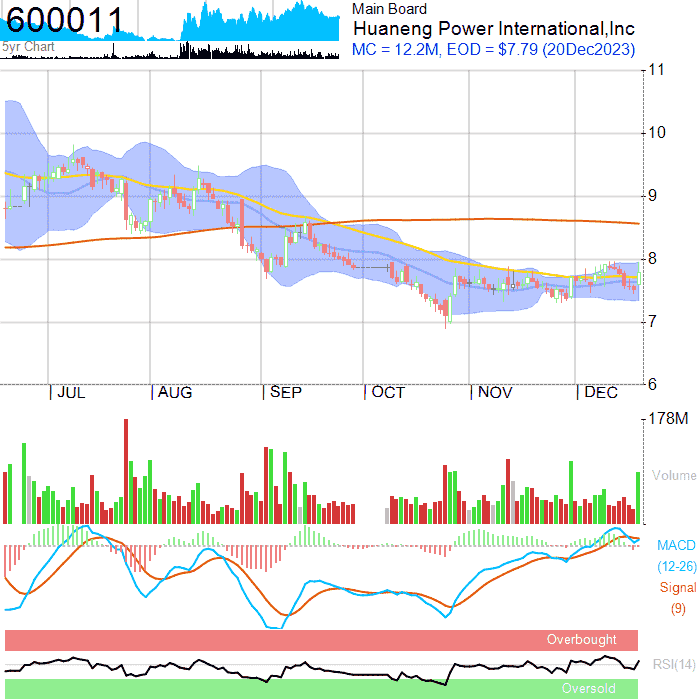 600011
5yr Chart
Main Board
Huaneng Power International,Inc
MC = 12.2M, EOD = $7.79 (20Dec2023)
11
10
9
8
7
6
JUL AUG SEP OCT NOV DEC
178M
Volume
MACD
(12-26)
Signal
(9)
Overbought
RSI(14)
Oversold